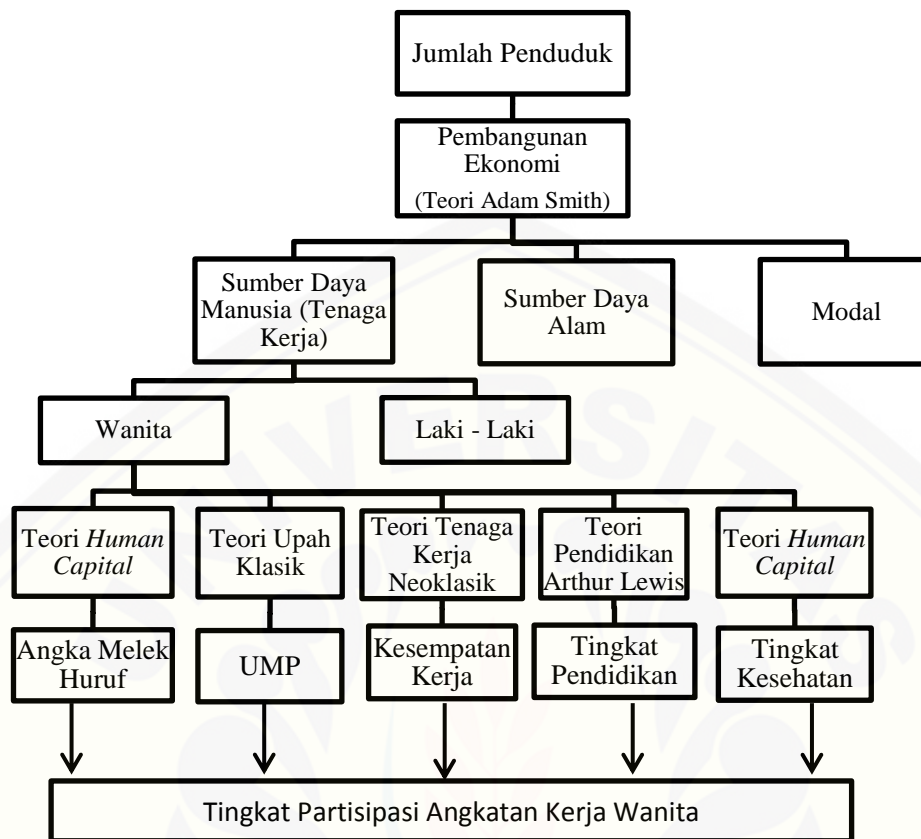 Jumlah Penduduk
Pembangunan
Ekonomi
(Teori Adam Smith)
Sumber Daya
Manusia (Tenaga
Kerja)
Sumber Daya
Alam
Modal
Wanita
Laki - Laki
Teori Human
Capital
Teori Upah
Klasik
Teori Tenaga
Kerja
Neoklasik
Teori
Pendidikan
Arthur Lewis
Teori Human
Capital
Angka Melek
Huruf
UMP
Kesempatan
Kerja
Tingkat
Pendidikan
Tingkat
Kesehatan
Tingkat Partisipasi Angkatan Kerja Wanita
UNIVERSITAS